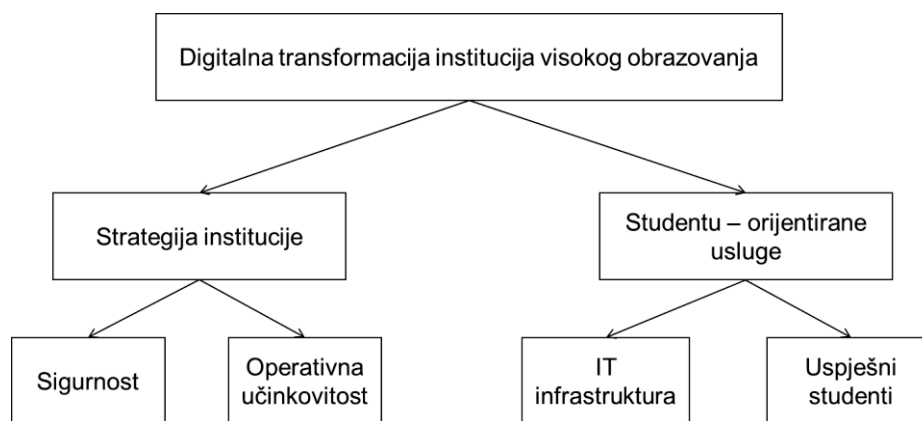 Digitalna transformacija institucija visokog obrazovanja
Strategija institucije
Studentu – orijentirane
usluge
Sigurnost
Operativna
učinkovitost
IT
infrastruktura
Uspješni
studenti